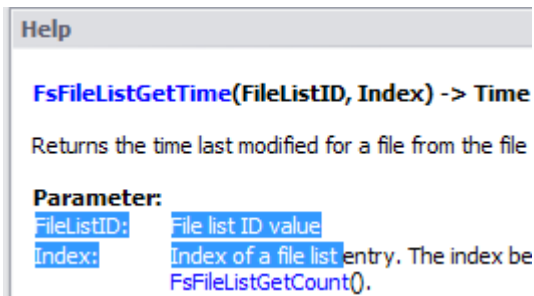 Help
FsFileListGetTime(FileListID, Index) -> Time
Returns the time last modified for a file from the file
Parameter:
FileListID: File list ID value
Index: Index of a file list entry. The index be
FsFileListGetCount().